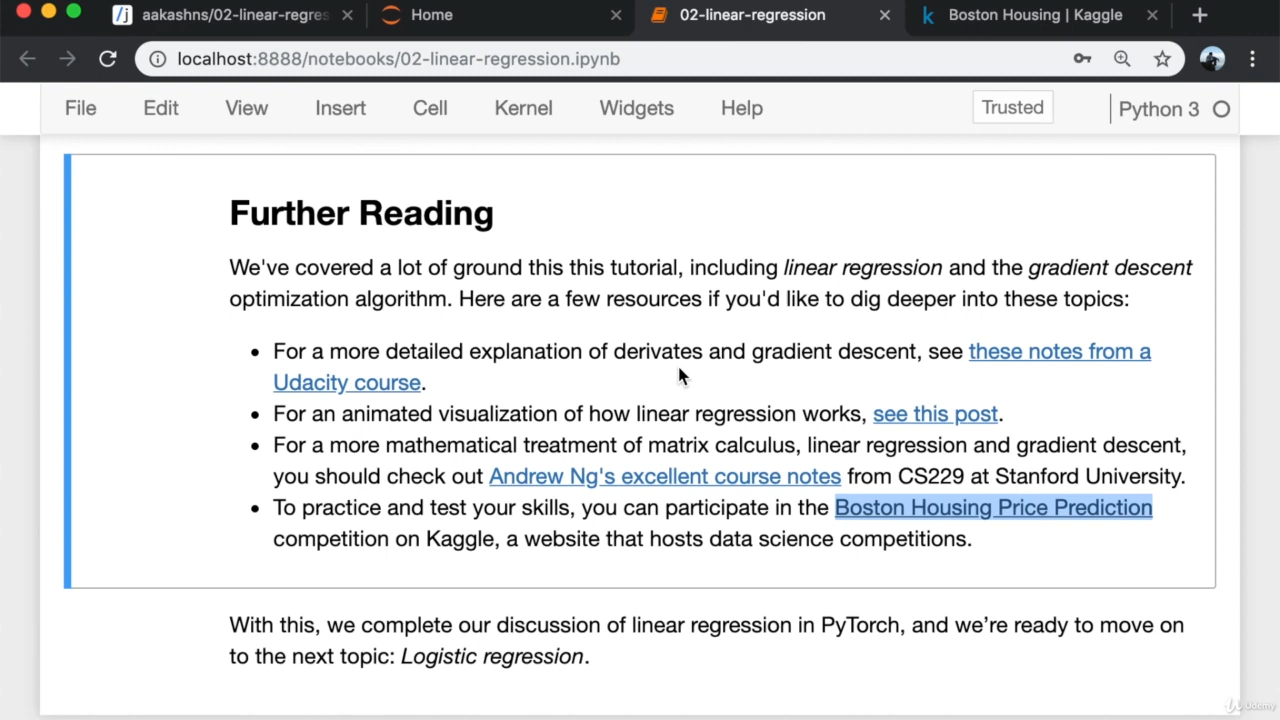 aakashns/02-linear-regres
Home
02-linear-regression
Boston Housing | Kaggle
localhost:8888/notebooks/02-linear-regression.ipynb
File Edit View Insert Cell Kernel Widgets Help Trusted Python 3
Further Reading
We've covered a lot of ground this this tutorial, including linear regression and the gradient descent
optimization algorithm. Here are a few resources if you'd like to dig deeper into these topics:
• For a more detailed explanation of derivates and gradient descent, see these notes from a
Udacity course.
• For an animated visualization of how linear regression works, see this post.
• For a more mathematical treatment of matrix calculus, linear regression and gradient descent,
you should check out Andrew Ng's excellent course notes from CS229 at Stanford University.
• To practice and test your skills, you can participate in the Boston Housing Price Prediction
competition on Kaggle, a website that hosts data science competitions.
With this, we complete our discussion of linear regression in PyTorch, and we’re ready to move on
to the next topic: Logistic regression.
Udemy